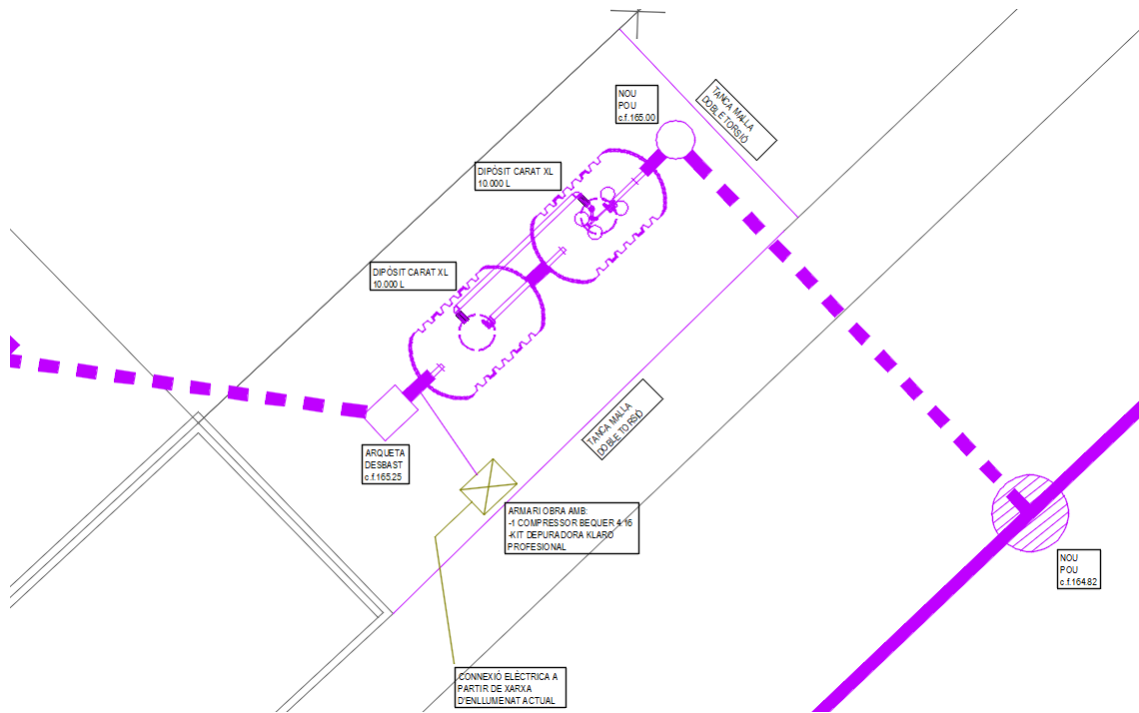 NOU
POU
c.f.165.00
TANCA MALLA
DOBLE TORSIÓ
DIPÒSIT CARAT XL
10.000 L
DIPÒSIT CARAT XL
10.000 L
TANCA MALLA
DOBLE TORSIÓ
ARQUETA
DESBAST
c.f.165.25
ARMARI OBRA AMB:
-1 COMPRESSOR BEQUER 4.16
-KIT DEPURADORA KLARO
PROFESIONAL
NOU
POU
c.f.164.82
CONNEXIÓ ELÈCTRICA A
PARTIR DE XARXA
D'ENLLUMENAT ACTUAL